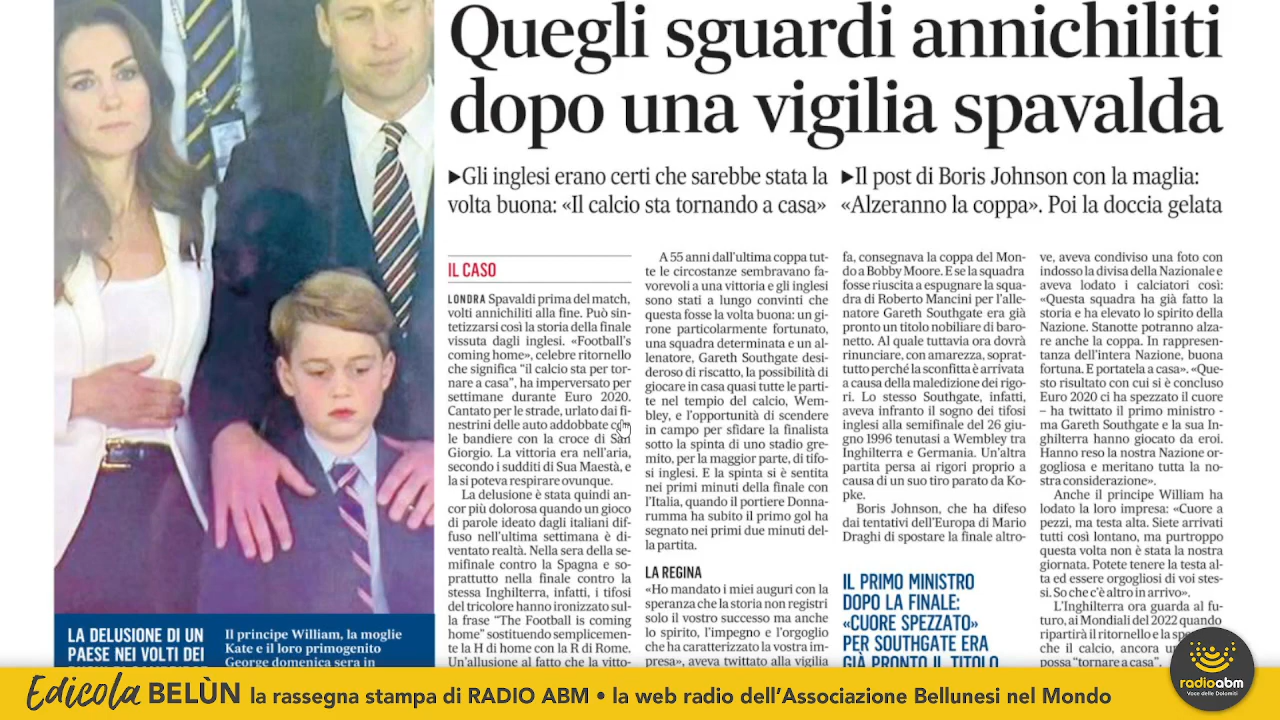 Quegli sguardi annichiliti
dopo una vigilia spavalda
▶Gli inglesi erano certi che sarebbe stata la
volta buona: «Il calcio sta tornando a casa»
▶Il post di Boris Johnson con la maglia:
«Alzeranno la coppa». Poi la doccia gelata
IL CASO
LONDRA Spavaldi prima del match,
volti annichiliti alla fine. Può sin-
tetizzarsi così la storia della finale
vissuta dagli inglesi. «Football's
coming home», celebre ritornello
che significa “il calcio sta per tor-
nare a casa”, ha imperversato per
settimane durante Euro 2020.
Cantato per le strade, urlato dai fi-
nestrini delle auto addobbate con
le bandiere con la croce di San
Giorgio. La vittoria era nell'aria,
secondo i sudditi di Sua Maestà, e
la si poteva respirare ovunque.
La delusione è stata quindi an-
cor più dolorosa quando un gioco
di parole ideato dagli italiani dif-
fuso nell'ultima settimana è di-
ventato realtà. Nella sera della se-
mifinale contro la Spagna e so-
prattutto nella finale contro la
stessa Inghilterra, infatti, i tifosi
del tricolore hanno ironizzato sul-
la frase “The Football is coming
home” sostituendo semplicemen-
te la H di home con la R di Rome.
Un'allusione al fatto che la vitto-
A 55 anni dall'ultima coppa tut-
te le circostanze sembravano fa-
vorevoli a una vittoria e gli inglesi
sono stati a lungo convinti che
questa fosse la volta buona: un gi-
rone particolarmente fortunato,
una squadra determinata e un al-
lenatore, Gareth Southgate desi-
deroso di riscatto, la possibilità di
giocare in casa quasi tutte le parti-
te nel tempio del calcio, Wem-
bley, e l'opportunità di scendere
in campo per sfidare la finalista
sotto la spinta di uno stadio gre-
mito, per la maggior parte, di tifo-
si inglesi. E la spinta si è sentita
nei primi minuti della finale con
l'Italia, quando il portiere Donna-
rumma ha subito il primo gol ha
segnato nei primi due minuti del-
la partita.
LA REGINA
«Ho mandato i miei auguri con la
speranza che la storia non registri
solo il vostro successo ma anche
lo spirito, l'impegno e l'orgoglio
che ha caratterizzato la vostra im-
presa», aveva twittato alla vigilia
fa, consegnava la coppa del Mon-
do a Bobby Moore. E se la squadra
fosse riuscita a espugnare la squa-
dra di Roberto Mancini per l'alle-
natore Gareth Southgate era già
pronto un titolo nobiliare di baro-
netto. Al quale tuttavia ora dovrà
rinunciare, con amarezza, soprat-
tutto perché la sconfitta è arrivata
a causa della maledizione dei rigo-
ri. Lo stesso Southgate, infatti,
aveva infranto il sogno dei tifosi
inglesi alla semifinale del 26 giu-
gno 1996 tenutasi a Wembley tra
Inghilterra e Germania. Un'altra
partita persa ai rigori proprio a
causa di un suo tiro parato da Ko-
pke.
Boris Johnson, che ha difeso
dai tentativi dell'Europa di Mario
Draghi di spostare la finale altro-
IL PRIMO MINISTRO
DOPO LA FINALE:
«CUORE SPEZZATO»
PER SOUTHGATE ERA
GIÀ PRONTO IL TITOLO
ve, aveva condiviso una foto con
indosso la divisa della Nazionale e
aveva lodato i calciatori così:
«Questa squadra ha già fatto la
storia e ha elevato lo spirito della
Nazione. Stanotte potranno alza-
re anche la coppa. In rappresen-
tanza dell'intera Nazione, buona
fortuna. E portatela a casa». «Que-
sto risultato con cui si è concluso
Euro 2020 ci ha spezzato il cuore
– ha twittato il primo ministro -
ma Gareth Southgate e la sua In-
ghilterra hanno giocato da eroi.
Hanno reso la nostra Nazione or-
gogliosa e meritano tutta la no-
stra considerazione».
Anche il principe William ha
lodato la loro impresa: «Cuore a
pezzi, ma testa alta. Siete arrivati
tutti così lontano, ma purtroppo
questa volta non è stata la nostra
giornata. Potete tenere la testa al-
ta ed essere orgogliosi di voi stes-
si. So che c'è altro in arrivo».
L'Inghilterra ora guarda al fu-
turo, ai Mondiali del 2022 quando
ripartirà il ritornello e la
che il calcio, ancora
possa “tornare a casa”.
LA DELUSIONE DI UN
PAESE NEI VOLTI DEI
Il principe William, la moglie
Kate e il loro primogenito
George domenica sera in
Edicola BELÙN la rassegna stampa di RADIO ABM • la web radio dell'Associazione Bellunesi nel Mondo
radioabm
Voce delle Dolomiti